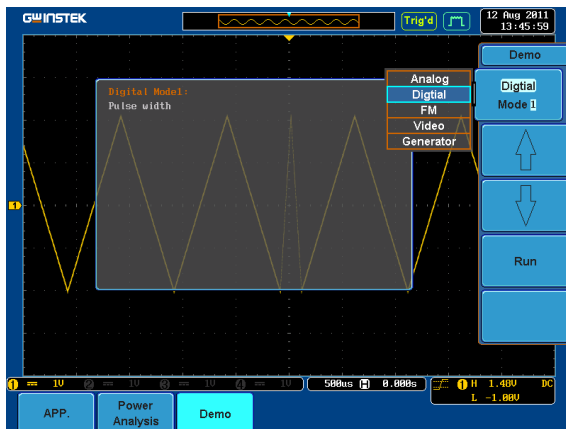 GWINSTEK
Trig'd
12 Aug 2011
13:45:59
Demo
Digital Model:
Pulse width
Analog
Digtial
FM
Video
Generator
Digtial
Mode 1
Run
1
1 == 1V 2 == 1V 3 == 1V 4 == 1V
500us H 0.000s
1 H 1.48V DC
L -1.00V
APP.
Power
Analysis
Demo